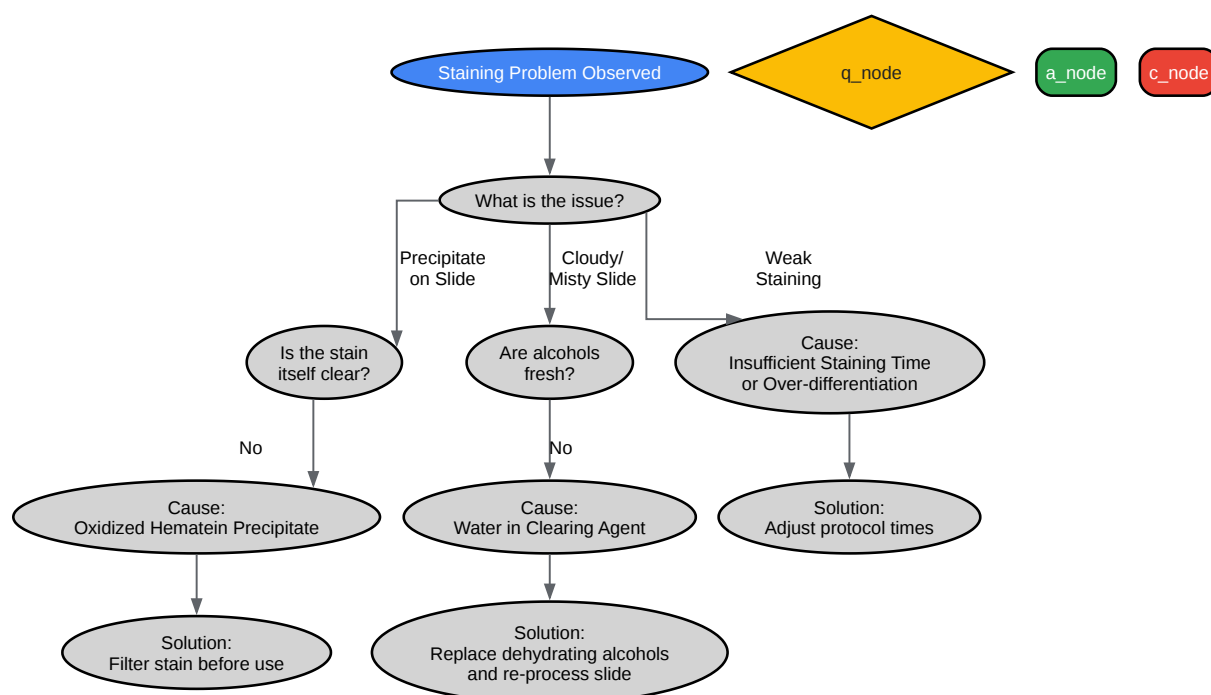 Staining Problem Observed
q_node
a_node
c_node
What is the issue?
Precipitate
on Slide
Cloudy/
Misty Slide
Weak
Staining
Is the stain
itself clear?
Are alcohols
fresh?
Cause:
Insufficient Staining Time
or Over-differentiation
No
No
Cause:
Oxidized Hematein Precipitate
Cause:
Water in Clearing Agent
Solution:
Adjust protocol times
Solution:
Filter stain before use
Solution:
Replace dehydrating alcohols
and re-process slide